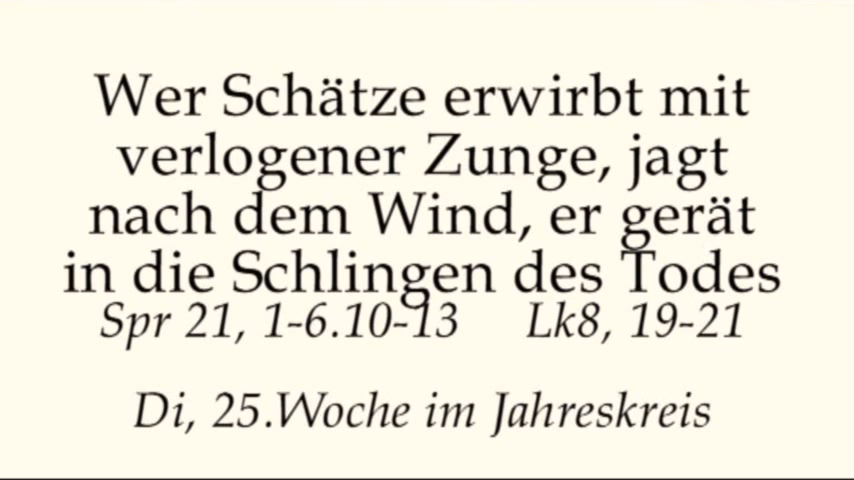 Wer Schätze erwirbt mit
verlogener Zunge, jagt
nach dem Wind, er gerät
in die Schlingen des Todes
Spr 21, 1-6.10-13 Lk8, 19-21
Di, 25.Woche im Jahreskreis